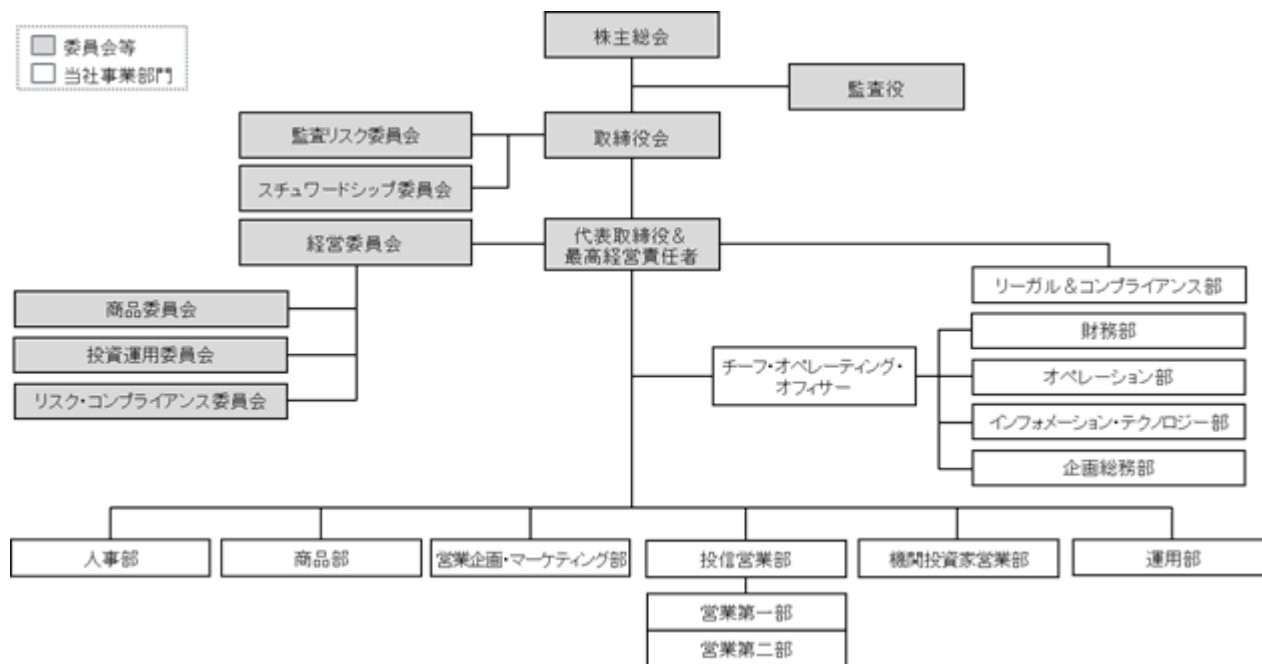 委員会等
当社事業部門
株主総会
監査役
監査リスク委員会
取締役会
スチュワードシップ委員会
経営委員会
代表取締役＆
最高経営責任者
リーガル＆コンプライアンス部
商品委員会
財務部
投資運用委員会
チーフ・オペレーティング・
オフィサー
オペレーション部
リスク・コンプライアンス委員会
インフォメーション・テクノロジー部
企画総務部
人事部
商品部
営業企画・マーケティング部
投信営業部
機関投資家営業部
運用部
営業第一部
営業第二部